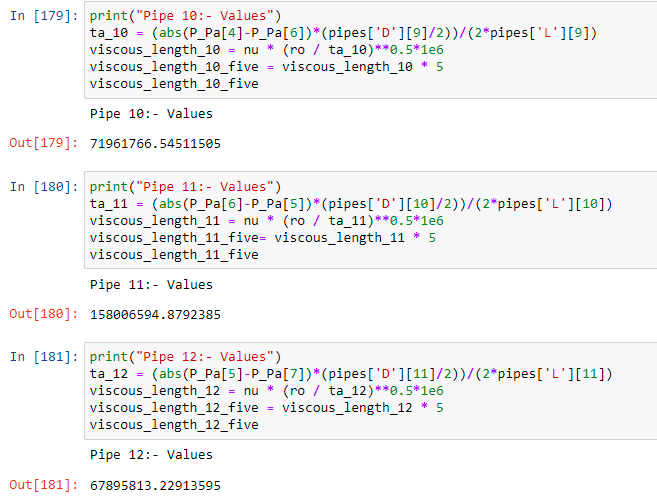 In [179]: print("Pipe 10:- Values")
ta_10 = (abs(P_Pa[4]-P_Pa[6])*(pipes['D'][9]/2))/(2*pipes['L'][9])
viscous_length_10 = nu * (ro / ta_10)**0.5*1e6
viscous_length_10_five = viscous_length_10 * 5
viscous_length_10_five
Pipe 10:- Values
Out[179]: 71961766.54511505
In [180]: print("Pipe 11:- Values")
ta_11 = (abs(P_Pa[6]-P_Pa[5])*(pipes['D'][10]/2))/(2*pipes['L'][10])
viscous_length_11 = nu * (ro / ta_11)**0.5*1e6
viscous_length_11_five= viscous_length_11 * 5
viscous_length_11_five
Pipe 11:- Values
Out[180]: 158006594.8792385
In [181]: print("Pipe 12:- Values")
ta_12 = (abs(P_Pa[5]-P_Pa[7])*(pipes['D'][11]/2))/(2*pipes['L'][11])
viscous_length_12 = nu * (ro / ta_12)**0.5*1e6
viscous_length_12_five = viscous_length_12 * 5
viscous_length_12_five
Pipe 12:- Values
Out[181]: 67895813.22913595